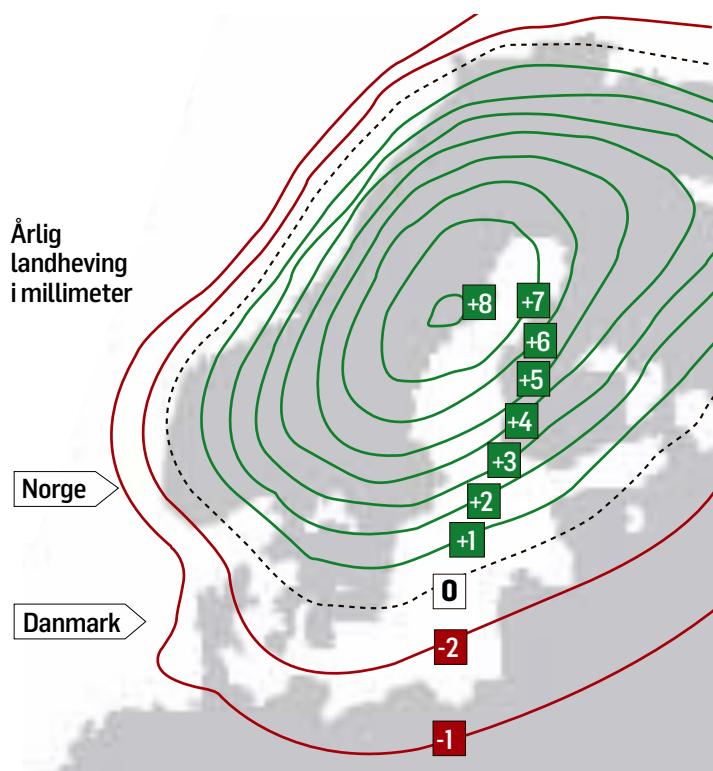 Årlig
landheving
i millimeter
+8
+7
+6
+5
+4
+3
Norge
+2
+1
0
Danmark
-2
-1